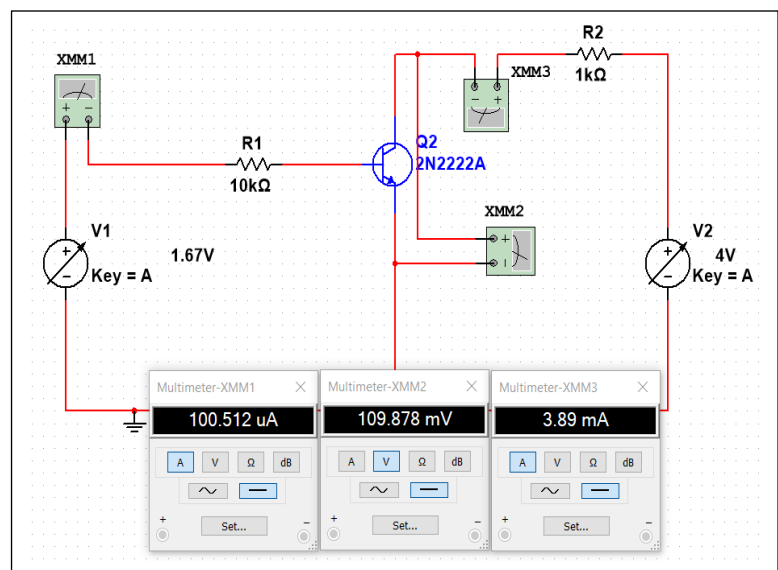 XMM1
+ −
R1
10kΩ
Q2
2N2222A
XMM3
− +
R2
1kΩ
XMM2
+
−
V1
+
−
Key = A
1.67V
V2
4V
+
−
Key = A
Multimeter-XMM1 ×
100.512 uA
A V Ω dB
+ Set... −
Multimeter-XMM2 ×
109.878 mV
A V Ω dB
+ Set... −
Multimeter-XMM3 ×
3.89 mA
A V Ω dB
+ Set... −